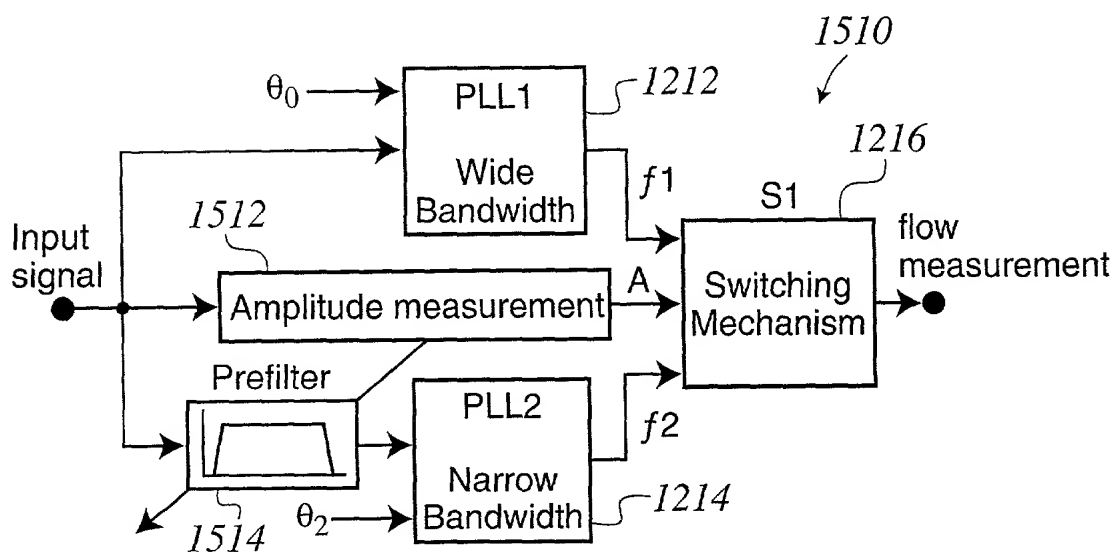 1510
θ0
PLL1
Wide
Bandwidth
1212
1216
S1
f1
1512
Input
signal
Amplitude measurement
A
Switching
Mechanism
flow
measurement
Prefilter
PLL2
Narrow
Bandwidth
f2
θ2
1514
1214